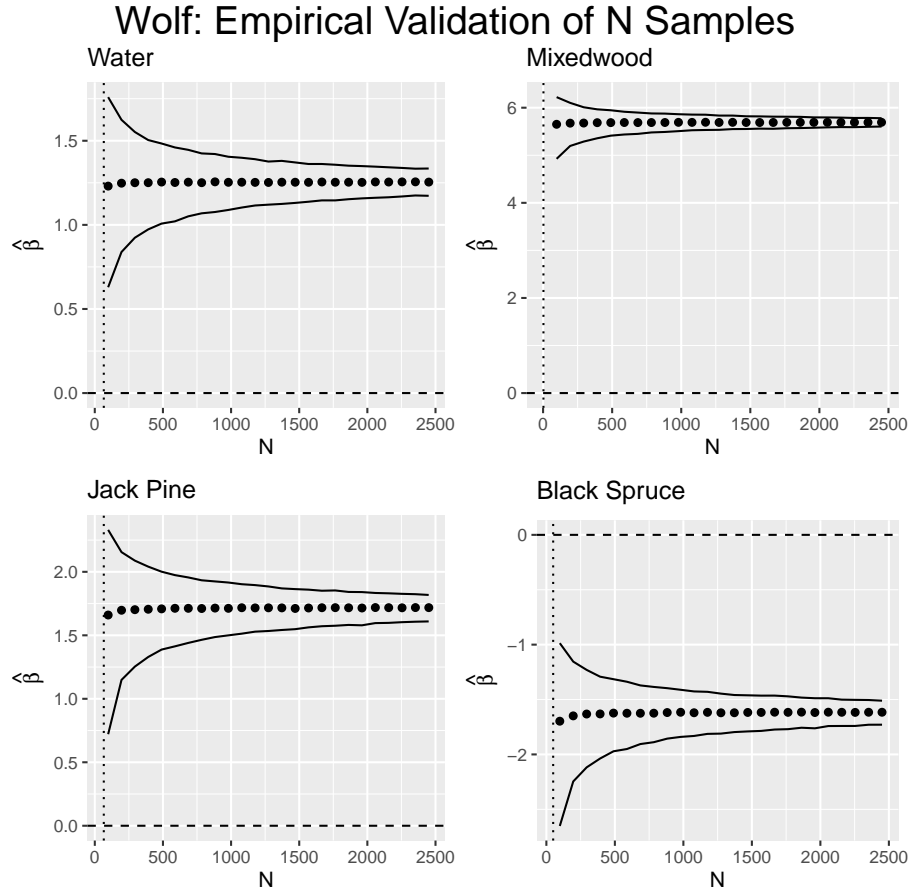 Wolf: Empirical Validation of N Samples
Water
1.5
1.0
0.5
0.0
β̂
0 500 1000 1500 2000 2500
N
Mixedwood
6
4
2
0
β̂
0 500 1000 1500 2000 2500
N
Jack Pine
2.0
1.5
1.0
0.5
0.0
β̂
0 500 1000 1500 2000 2500
N
Black Spruce
0
−1
−2
β̂
0 500 1000 1500 2000 2500
N